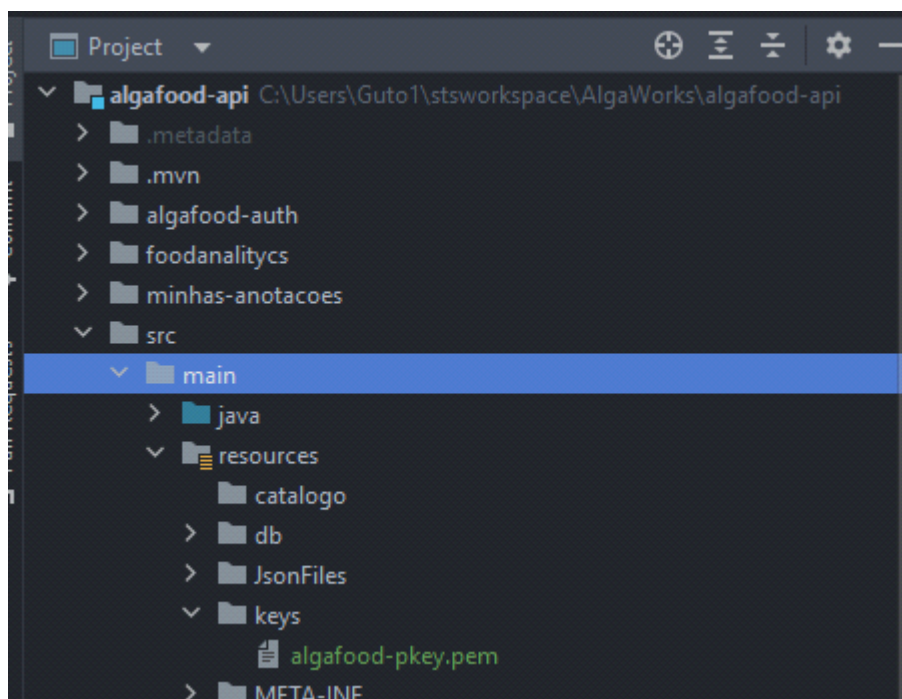 Project
algafood-api C:\Users\Guto1\stsworkspace\AlgaWorks\algafood-api
.metadata
.mvn
algafood-auth
foodanalitycs
minhas-anotacoes
src
main
java
resources
catalogo
db
JsonFiles
keys
algafood-pkey.pem
META-INF